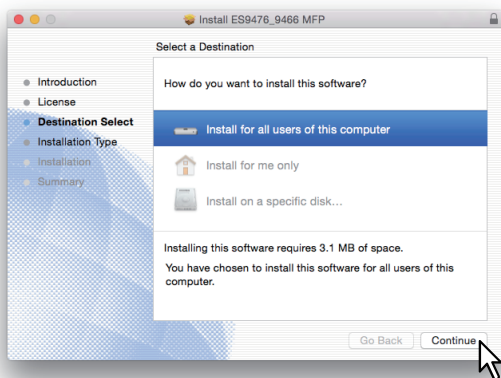 Install ES9476_9466 MFP
Select a Destination
Introduction
License
Destination Select
Installation Type
Installation
Summary
How do you want to install this software?
Install for all users of this computer
Install for me only
Install on a specific disk...
Installing this software requires 3.1 MB of space.
You have chosen to install this software for all users of this
computer.
Go Back
Continue